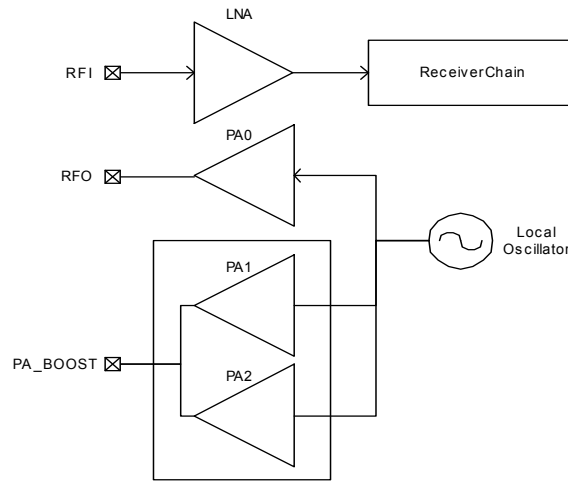 LNA
RFI
ReceiverChain
PA0
RFO
Local
Oscillator
PA1
PA_BOOST
PA2